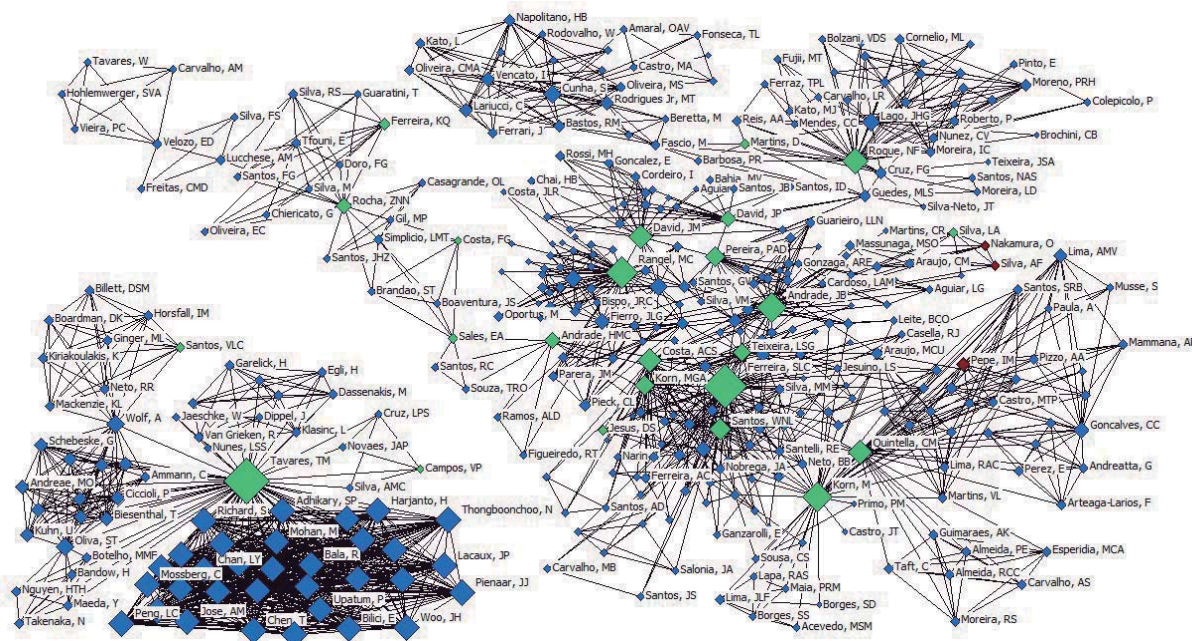 Tavares, W
Carvalho, AM
Hohlemwerger, SVA
Vieira, PC
Velozo, ED
Freitas, CMD
Silva, FS
Silva, RS
Guaratini, T
Ferreira, KQ
Tfouni, E
Lucchese, AM
Doro, FG
Santos, FG
Silva, M
Rocha, ZNN
Chiericato, G
Oliveira, EC
Casagrande, OL
Gil, MP
Simplicio, LMT
Santos, JHZ
Brandao, ST
Costa, FG
Boaventura, JS
Sales, EA
Santos, RC
Souza, TRO
Napolitano, HB
Kato, L
Rodovalho, W
Amaral, OAV
Fonseca, TL
Oliveira, CMA
Vencato, I
Castro, MA
Cunha, S
Oliveira, MS
Lariucci, C
Rodrigues Jr, MT
Ferrari, J
Bastos, RM
Beretta, M
Fascio, M
Bolzani, VDS
Cornelio, ML
Fujii, MT
Pinto, E
Ferraz, TPL
Moreno, PRH
Carvalho, LR
Kato, MJ
Colepicolo, P
Reis, AA
Mendes, CC
Lago, JHG
Roberto, P
Martins, D
Nunez, CV
Brochini, CB
Roque, NF
Moreira, IC
Barbosa, PR
Cruz, FG
Teixeira, JSA
Santos, NAS
Guedes, MLS
Moreira, LD
Silva-Neto, JT
Rossi, MH
Goncalez, E
Chai, HB
Cordeiro, I
Costa, JLR
Bahia, MV
Aguiar
Santos, JB
Santos, ID
David, JP
David, JM
Guarieiro, LLN
Martins, CR
Silva, LA
Pereira, PAD
Massunaga, MSO
Nakamura, O
Lima, AMV
Rangel, MC
Gonzaga, ARE
Araujo, CM
Silva, AF
Santos, GV
Cardoso, LAM
Andrade, JB
Aguiar, LG
Santos, SRB
Musse, S
Bispo, JRC
Silva, VM
Paula, A
Oportus, M
Fierro, JLG
Leite, BCO
Casella, RJ
Andrade, HMC
Teixeira, LSG
Mammana, AP
Costa, ACS
Araujo, MCU
Pepe, IM
Pizzo, AA
Parera, JM
Ferreira, SLC
Jesuino, LS
Korn, MGA
Silva, MM
Castro, MTP
Pieck, CL
Ramos, ALD
Jesus, DS
Santos, WNL
Quintella, CM
Goncalves, CC
Figueiredo, RT
Narin
Santelli, RE
Nobrega, JA
Neto, BB
Lima, RAC
Perez, E
Andreatta, G
Ferreira, AC
Korn, M
Primo, PM
Martins, VL
Arteaga-Larios, F
Santos, AD
Ganzarolli, E
Castro, JT
Guimaraes, AK
Sousa, CS
Almeida, PE
Esperidia, MCA
Carvalho, MB
Salonia, JA
Lapa, RAS
Taft, C
Almeida, RCC
Maia, PRM
Carvalho, AS
Santos, JS
Lima, JLF
Borges, SD
Borges, SS
Moreira, RS
Acevedo, MSM
Billett, DSM
Boardman, DK
Horsfall, IM
Ginger, ML
Santos, VLC
Kiriakoulakis, K
Neto, RR
Mackenzie, KL
Wolf, A
Garelick, H
Egli, H
Dassenakis, M
Jaeschke, W
Dippel, J
Klasinc, L
Cruz, LPS
Van Grieken, R
Nunes, LSS
Novaes, JAP
Schebeske, G
Tavares, TM
Campos, VP
Ammann, C
Silva, AMC
Andreae, MO
Ciccioli, P
Biesenthal, T
Richard, S
Adhikary, SP
Harjanto, H
Kuhn, U
Thongboonchoo, N
Oliva, ST
Mohan, M
Botelho, MMF
Chan, LY
Bala, R
Lacaux, JP
Bandow, H
Mossberg, C
Nguyen, HTH
Upatum, P
Pienaar, JJ
Maeda, Y
Jose, AM
Takenaka, N
Peng, LC
Chen, T
Bilici, E
Woo, JH